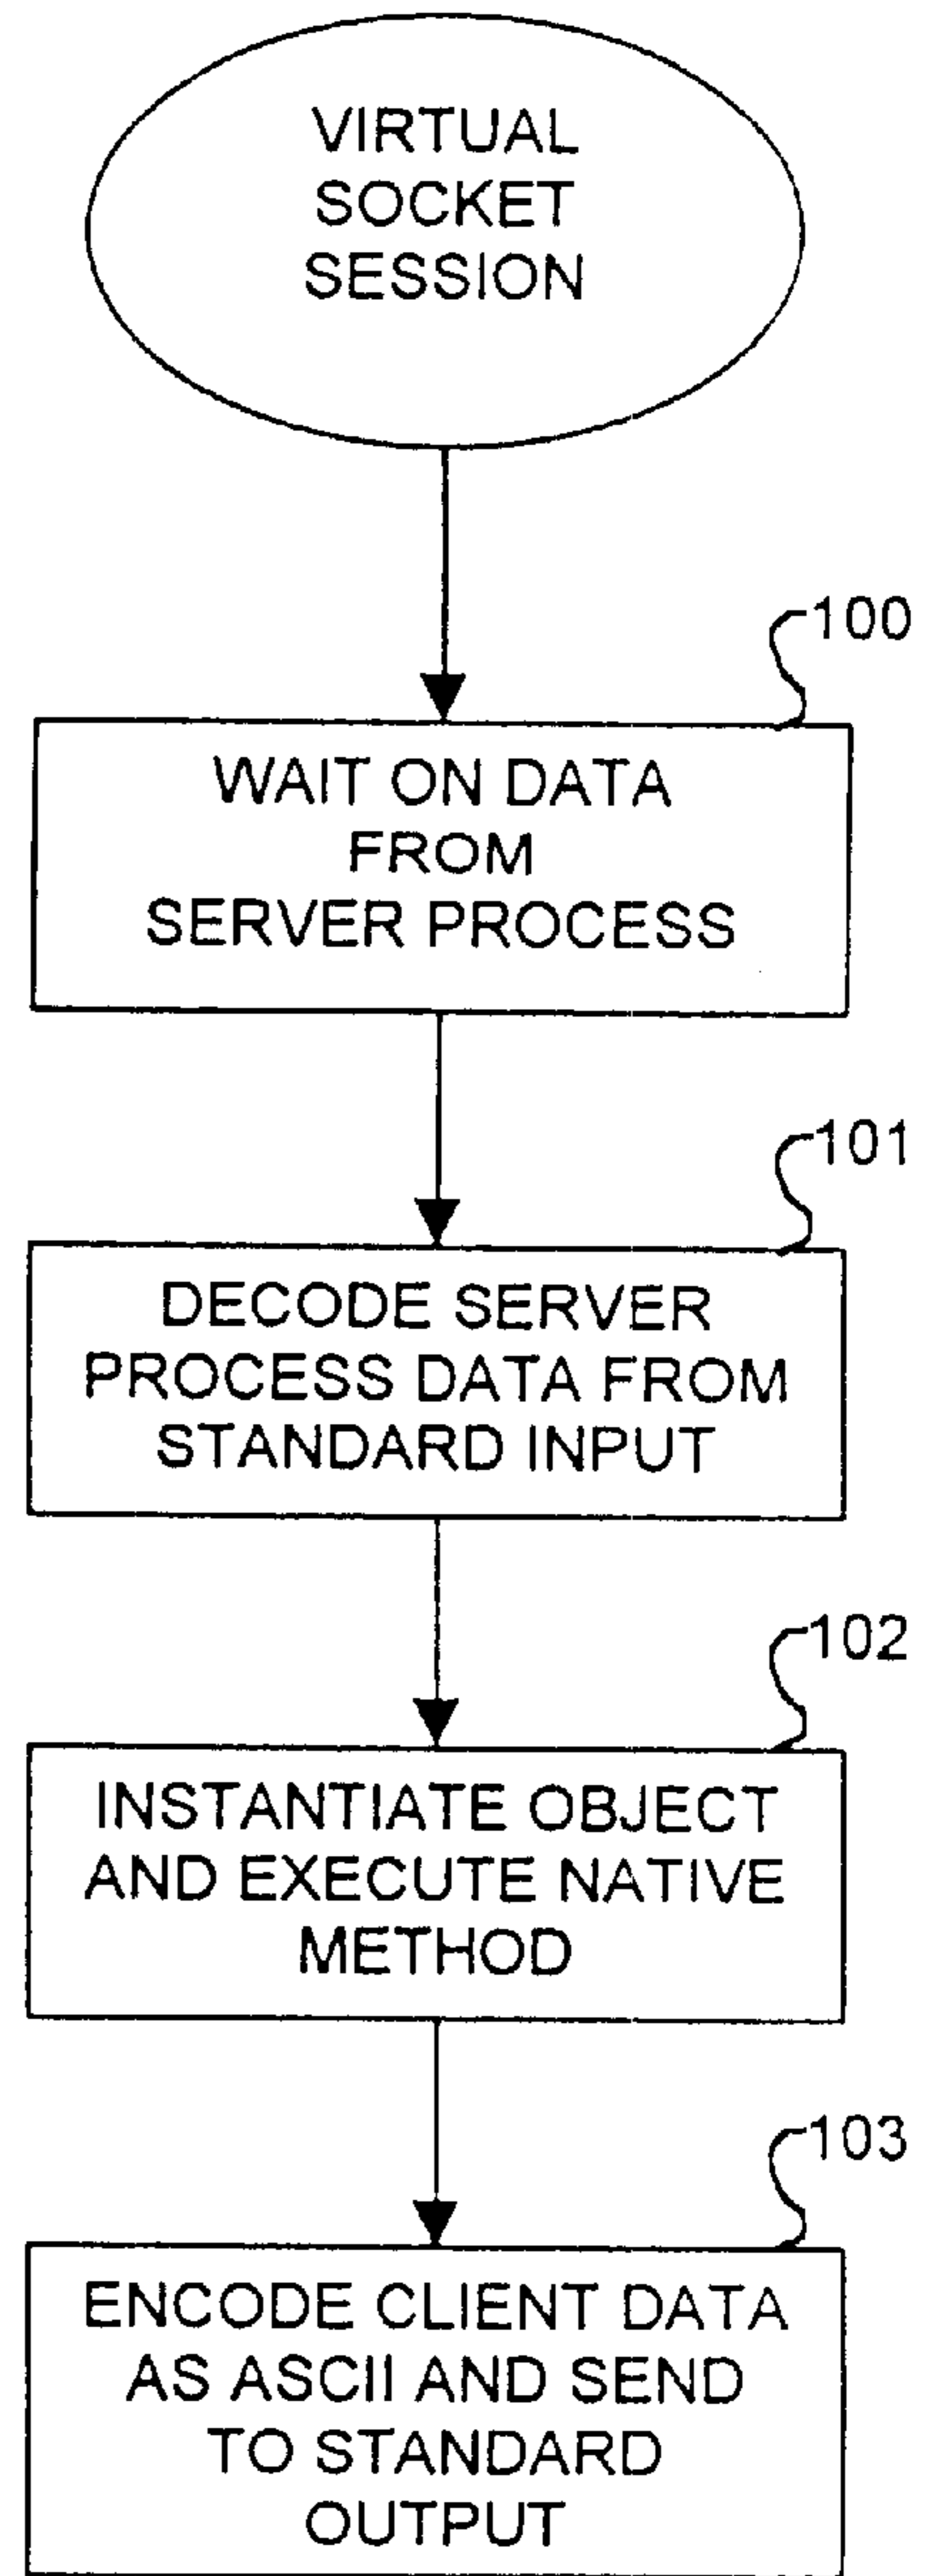 VIRTUAL
SOCKET
SESSION
100
WAIT ON DATA
FROM
SERVER PROCESS
101
DECODE SERVER
PROCESS DATA FROM
STANDARD INPUT
102
INSTANTIATE OBJECT
AND EXECUTE NATIVE
METHOD
103
ENCODE CLIENT DATA
AS ASCII AND SEND
TO STANDARD
OUTPUT